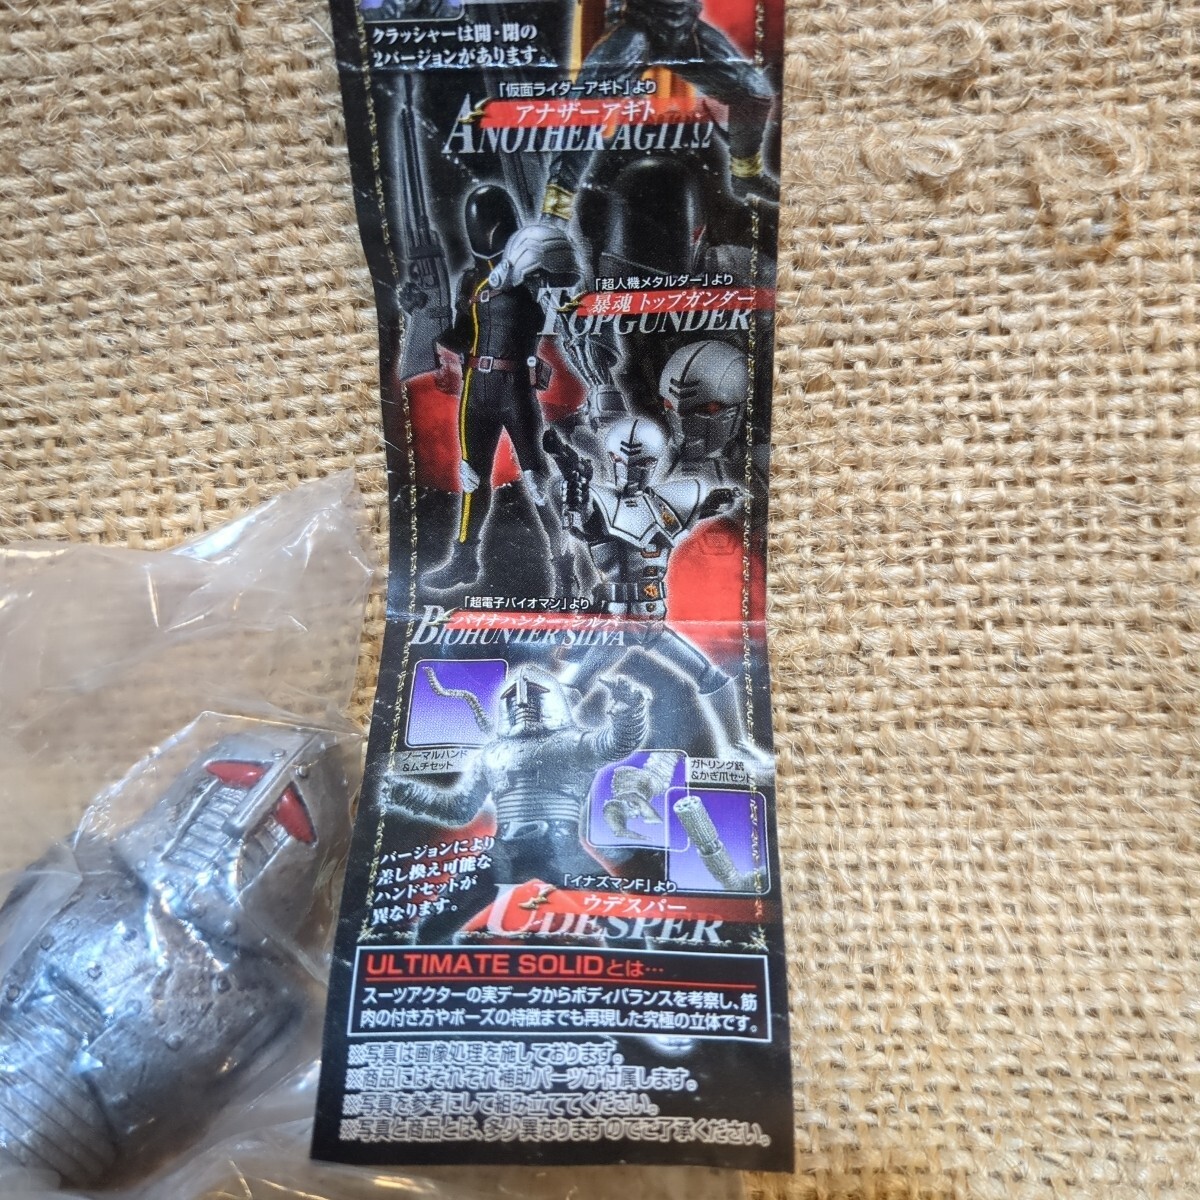 クラッシャーは開・閉の
2バージョンがあります。
「仮面ライダーアギト」より
アナザーアギト
ANOTHER AGITΩ
「超人機メタルダー」より
暴魂 トップガンダー
TOPGUNDER
「超電子バイオマン」より
バイオハンター・シルバ
BIOHUNTER SILVA
ノーマルハンド
&ムチセット
ガトリング銃
&かぎ爪セット
バージョンにより
差し換え可能な
ハンドセットが
異なります。
「イナズマンF」より
ウデスパー
UDESPER
ULTIMATE SOLIDとは…
スーツアクターの実データからボディバランスを考察し、筋
肉の付き方やポーズの特徴までも再現した究極の立体です。
※写真は画像処理を施しております。
※商品にはそれぞれ補助パーツが付属します。
※写真を参考にして組み立ててください。
※写真と商品とは、多少異なりますのでご了承ください。